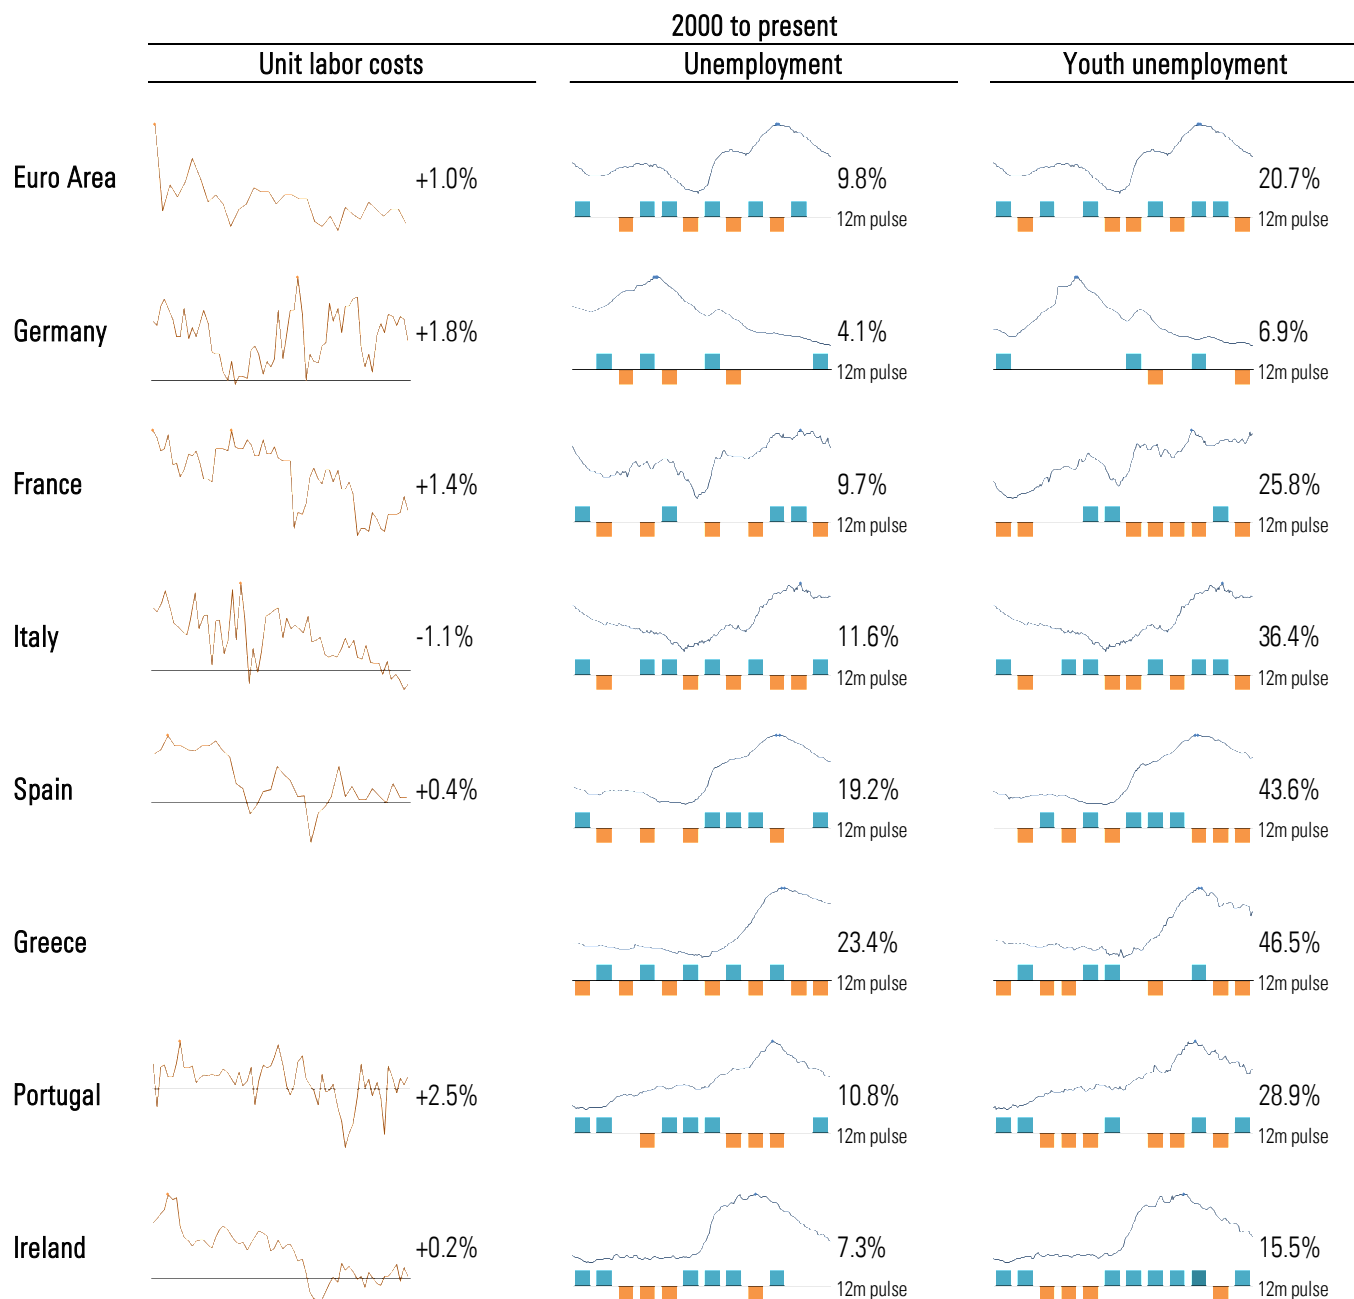 2000 to present
Unit labor costs Unemployment Youth unemployment
Euro Area +1.0% 9.8% 20.7%
12m pulse 12m pulse
Germany +1.8% 4.1% 6.9%
12m pulse 12m pulse
France +1.4% 9.7% 25.8%
12m pulse 12m pulse
Italy -1.1% 11.6% 36.4%
12m pulse 12m pulse
Spain +0.4% 19.2% 43.6%
12m pulse 12m pulse
Greece 23.4% 46.5%
12m pulse 12m pulse
Portugal +2.5% 10.8% 28.9%
12m pulse 12m pulse
Ireland +0.2% 7.3% 15.5%
12m pulse 12m pulse